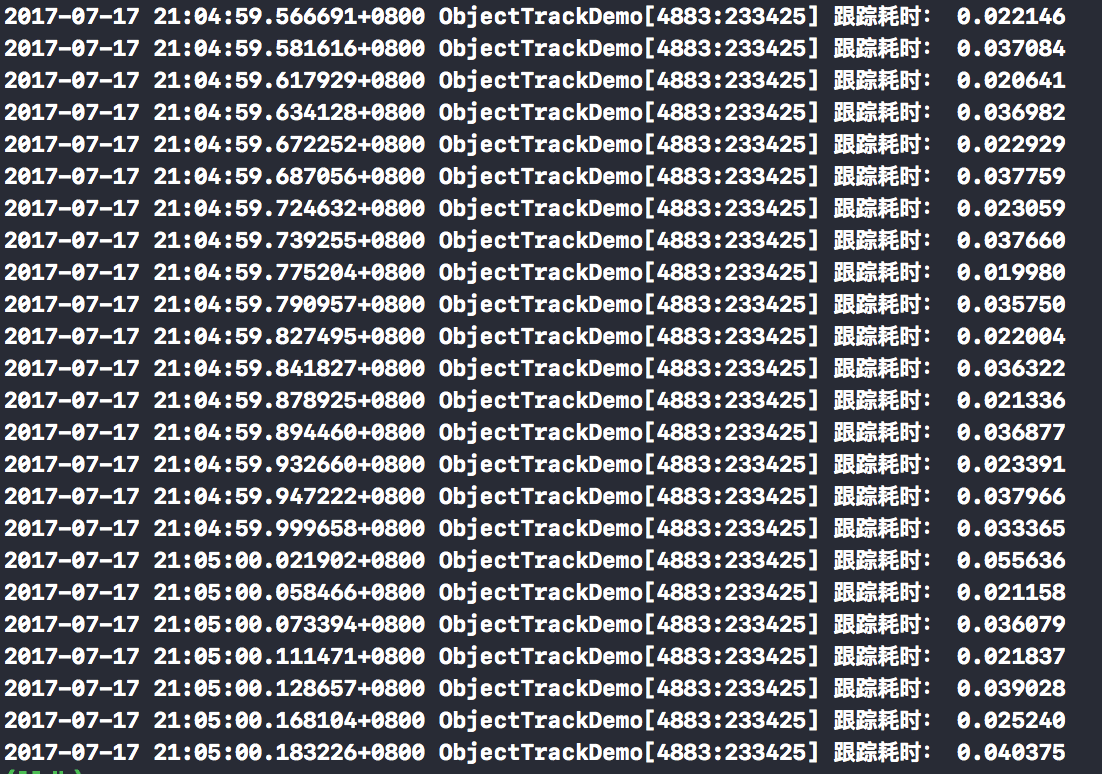 2017-07-17 21:04:59.566691+0800 ObjectTrackDemo[4883:233425] 跟踪耗时： 0.022146
2017-07-17 21:04:59.581616+0800 ObjectTrackDemo[4883:233425] 跟踪耗时： 0.037084
2017-07-17 21:04:59.617929+0800 ObjectTrackDemo[4883:233425] 跟踪耗时： 0.020641
2017-07-17 21:04:59.634128+0800 ObjectTrackDemo[4883:233425] 跟踪耗时： 0.036982
2017-07-17 21:04:59.672252+0800 ObjectTrackDemo[4883:233425] 跟踪耗时： 0.022929
2017-07-17 21:04:59.687056+0800 ObjectTrackDemo[4883:233425] 跟踪耗时： 0.037759
2017-07-17 21:04:59.724632+0800 ObjectTrackDemo[4883:233425] 跟踪耗时： 0.023059
2017-07-17 21:04:59.739255+0800 ObjectTrackDemo[4883:233425] 跟踪耗时： 0.037660
2017-07-17 21:04:59.775204+0800 ObjectTrackDemo[4883:233425] 跟踪耗时： 0.019980
2017-07-17 21:04:59.790957+0800 ObjectTrackDemo[4883:233425] 跟踪耗时： 0.035750
2017-07-17 21:04:59.827495+0800 ObjectTrackDemo[4883:233425] 跟踪耗时： 0.022004
2017-07-17 21:04:59.841827+0800 ObjectTrackDemo[4883:233425] 跟踪耗时： 0.036322
2017-07-17 21:04:59.878925+0800 ObjectTrackDemo[4883:233425] 跟踪耗时： 0.021336
2017-07-17 21:04:59.894460+0800 ObjectTrackDemo[4883:233425] 跟踪耗时： 0.036877
2017-07-17 21:04:59.932660+0800 ObjectTrackDemo[4883:233425] 跟踪耗时： 0.023391
2017-07-17 21:04:59.947222+0800 ObjectTrackDemo[4883:233425] 跟踪耗时： 0.037966
2017-07-17 21:04:59.999658+0800 ObjectTrackDemo[4883:233425] 跟踪耗时： 0.033365
2017-07-17 21:05:00.021902+0800 ObjectTrackDemo[4883:233425] 跟踪耗时： 0.055636
2017-07-17 21:05:00.058466+0800 ObjectTrackDemo[4883:233425] 跟踪耗时： 0.021158
2017-07-17 21:05:00.073394+0800 ObjectTrackDemo[4883:233425] 跟踪耗时： 0.036079
2017-07-17 21:05:00.111471+0800 ObjectTrackDemo[4883:233425] 跟踪耗时： 0.021837
2017-07-17 21:05:00.128657+0800 ObjectTrackDemo[4883:233425] 跟踪耗时： 0.039028
2017-07-17 21:05:00.168104+0800 ObjectTrackDemo[4883:233425] 跟踪耗时： 0.025240
2017-07-17 21:05:00.183226+0800 ObjectTrackDemo[4883:233425] 跟踪耗时： 0.040375